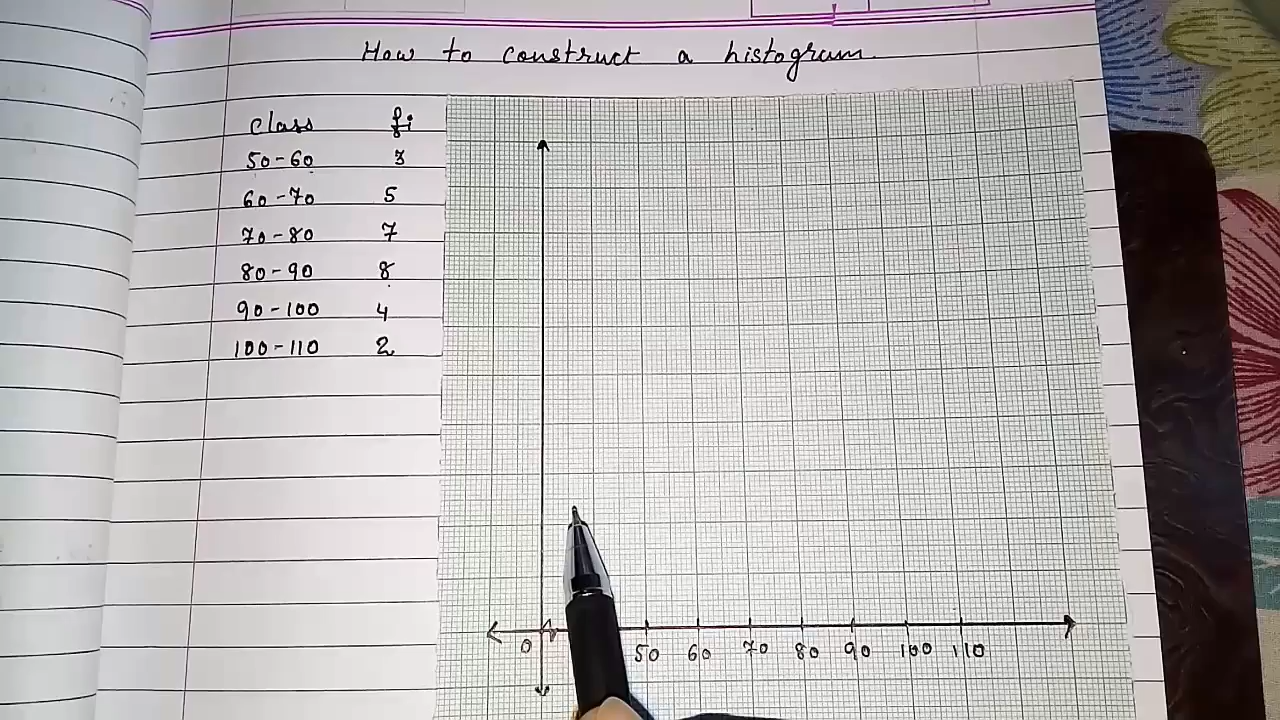 How to construct a histogram.
class fi
50-60 3
60-70 5
70-80 7
80-90 8
90-100 4
100-110 2
0 50 60 70 80 90 100 110